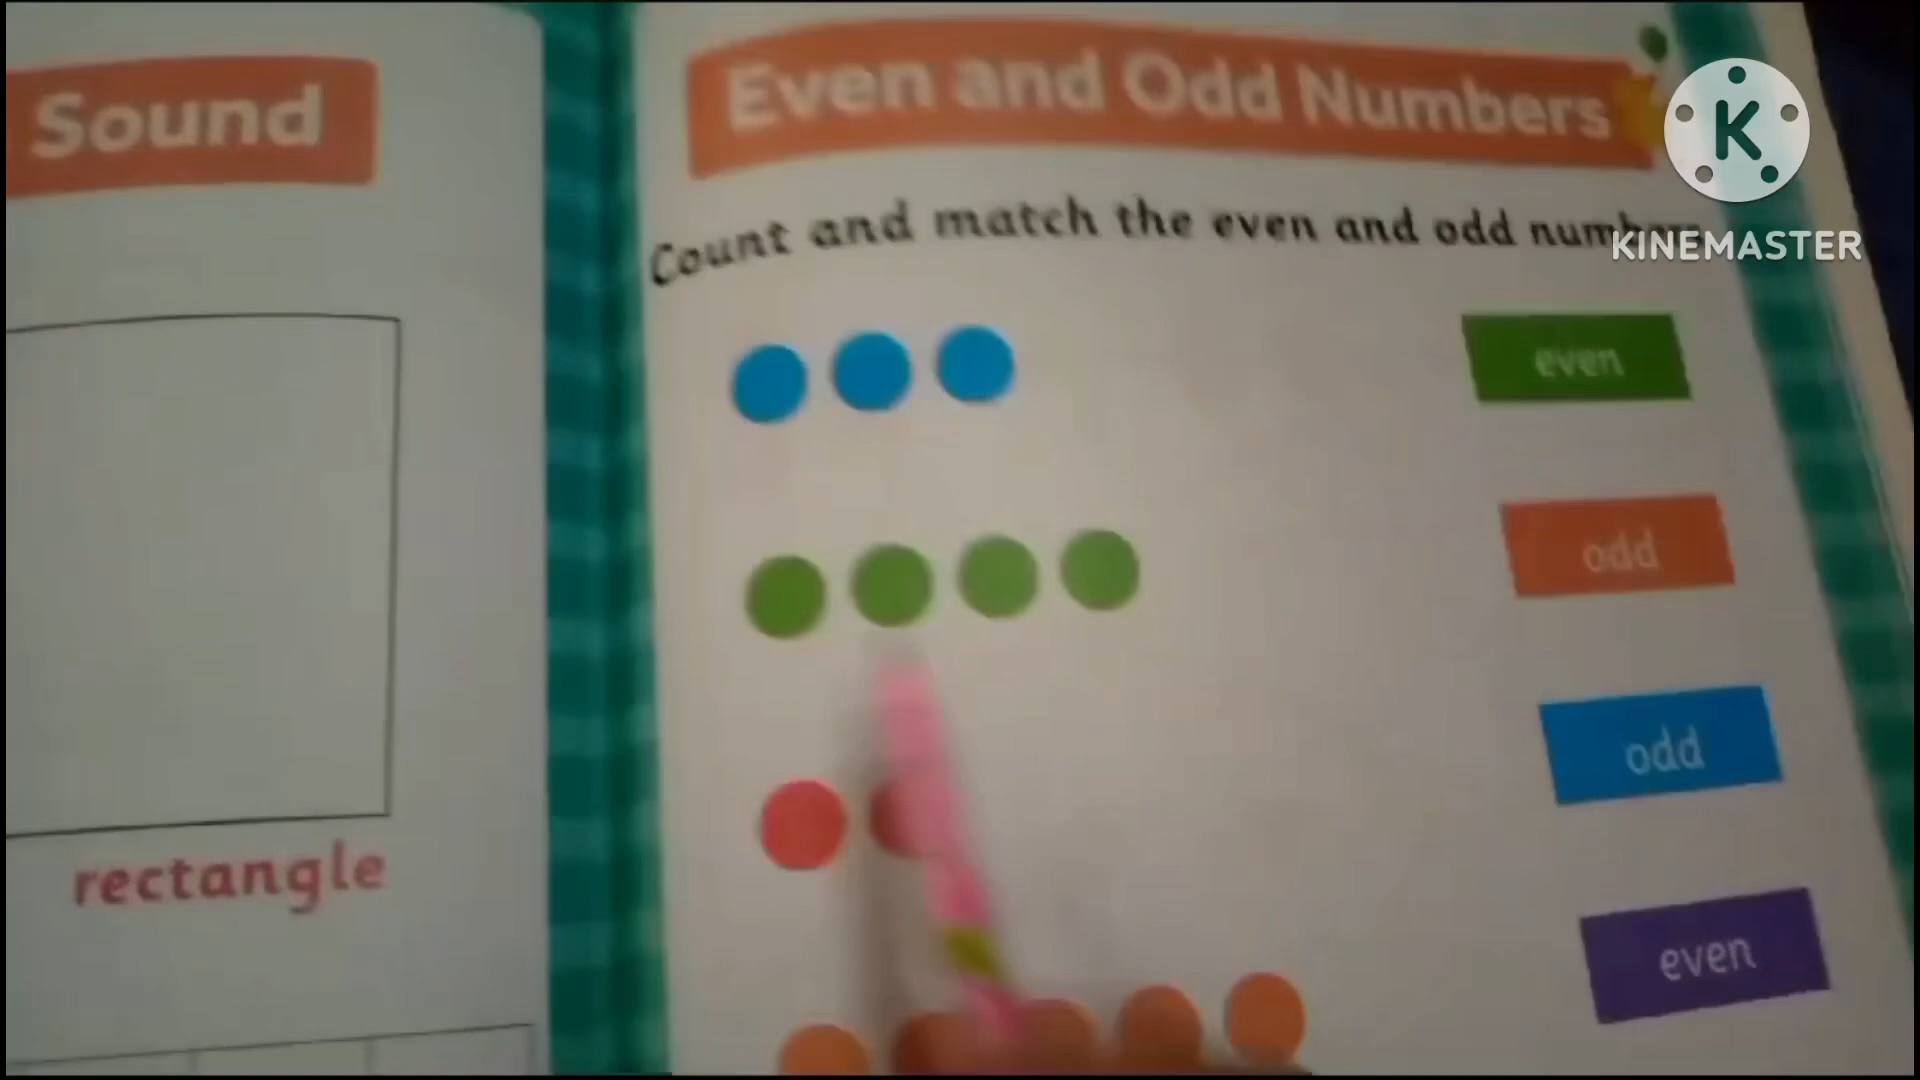 Sound
rectangle
Even and Odd Numbers
Count and match the even and odd
even
odd
odd
even
K
KINEMASTER